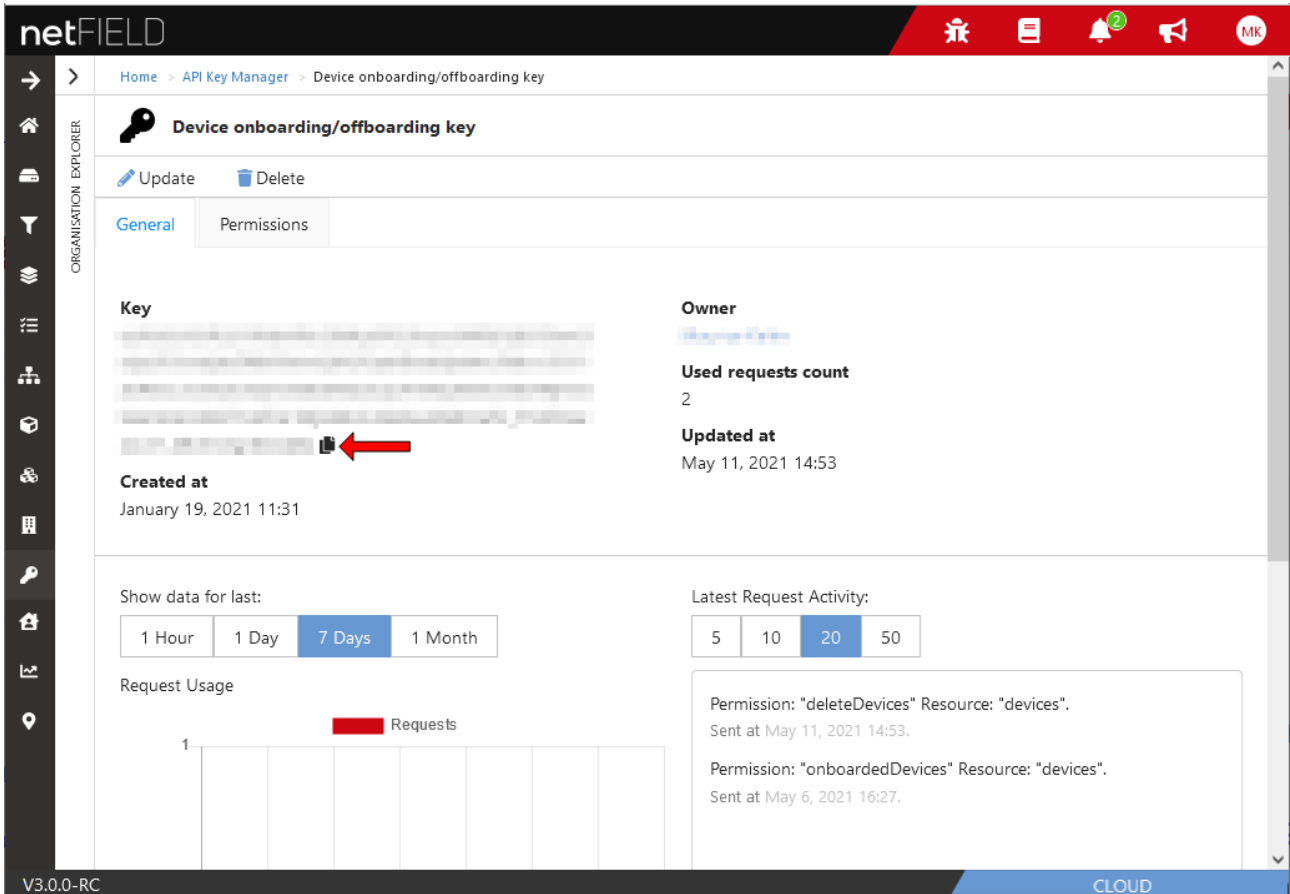 netFIELD
2
MK
Home > API Key Manager > Device onboarding/offboarding key
ORGANISATION EXPLORER
Device onboarding/offboarding key
Update Delete
General Permissions
Key
Owner
Used requests count
2
Updated at
May 11, 2021 14:53
Created at
January 19, 2021 11:31
Show data for last:
1 Hour 1 Day 7 Days 1 Month
Latest Request Activity:
5 10 20 50
Request Usage
Requests
1
Permission: "deleteDevices" Resource: "devices".
Sent at May 11, 2021 14:53.
Permission: "onboardedDevices" Resource: "devices".
Sent at May 6, 2021 16:27.
V3.0.0-RC
CLOUD